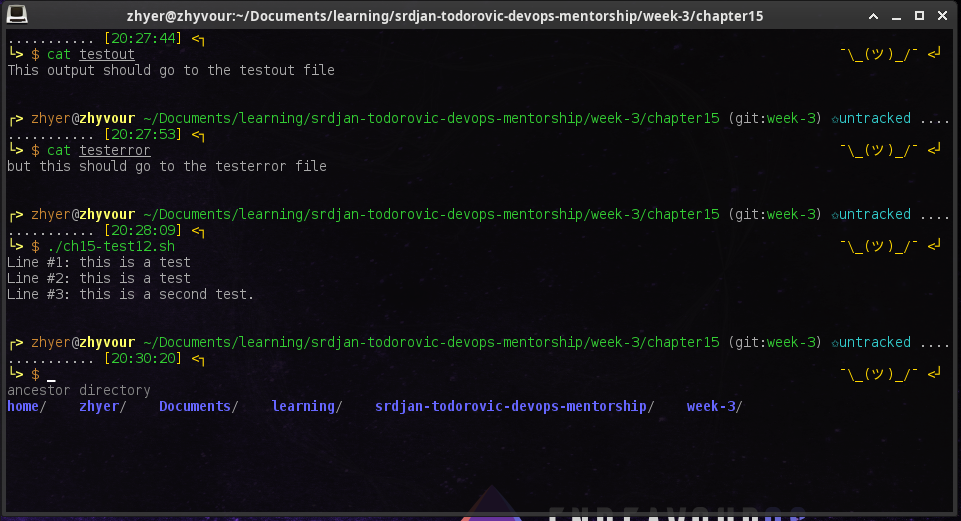 zhyer@zhyvour:~/Documents/learning/srdjan-todorovic-devops-mentorship/week-3/chapter15
........... [20:27:44] <┐
└> $ cat testout ¯\_(ツ)_/¯ <┘
This output should go to the testout file
┌> zhyer@zhyvour ~/Documents/learning/srdjan-todorovic-devops-mentorship/week-3/chapter15 (git:week-3) ✩untracked ....
........... [20:27:53] <┐
└> $ cat testerror ¯\_(ツ)_/¯ <┘
but this should go to the testerror file
┌> zhyer@zhyvour ~/Documents/learning/srdjan-todorovic-devops-mentorship/week-3/chapter15 (git:week-3) ✩untracked ....
........... [20:28:09] <┐
└> $ ./ch15-test12.sh ¯\_(ツ)_/¯ <┘
Line #1: this is a test
Line #2: this is a test
Line #3: this is a second test.
┌> zhyer@zhyvour ~/Documents/learning/srdjan-todorovic-devops-mentorship/week-3/chapter15 (git:week-3) ✩untracked ....
........... [20:30:20] <┐
└> $ _ ¯\_(ツ)_/¯ <┘
ancestor directory
home/ zhyer/ Documents/ learning/ srdjan-todorovic-devops-mentorship/ week-3/